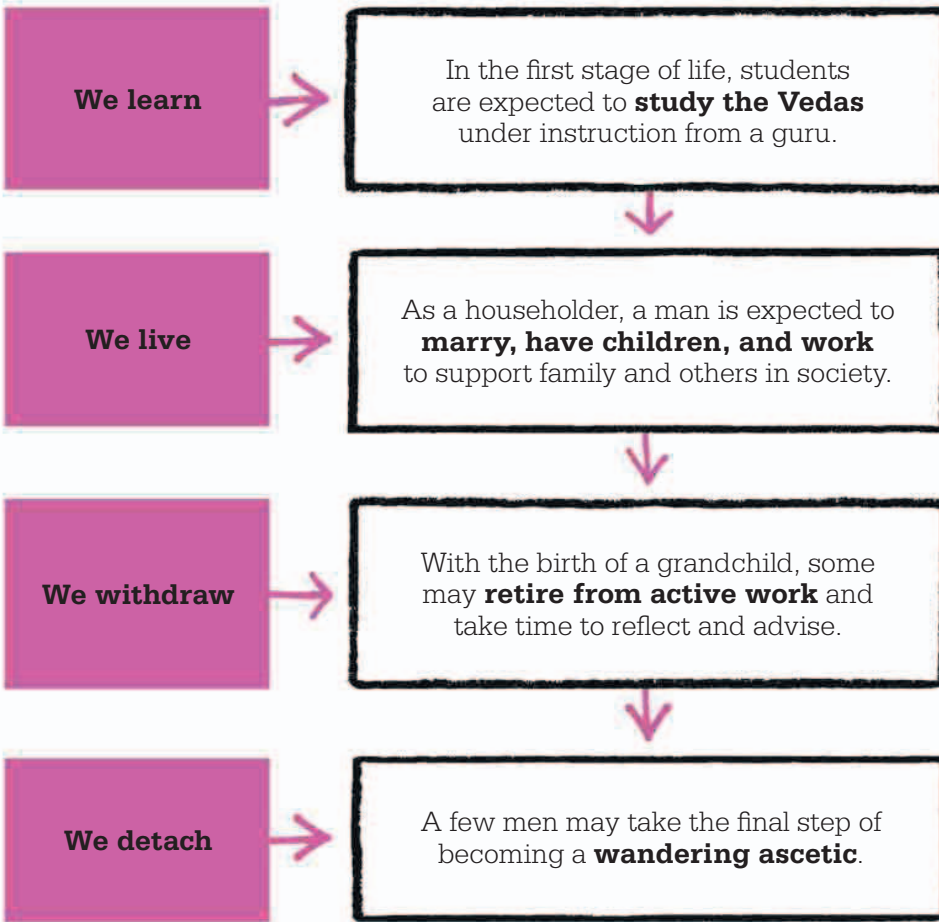 We learn
In the first stage of life, students
are expected to study the Vedas
under instruction from a guru.
We live
As a householder, a man is expected to
marry, have children, and work
to support family and others in society.
We withdraw
With the birth of a grandchild, some
may retire from active work and
take time to reflect and advise.
We detach
A few men may take the final step of
becoming a wandering ascetic.